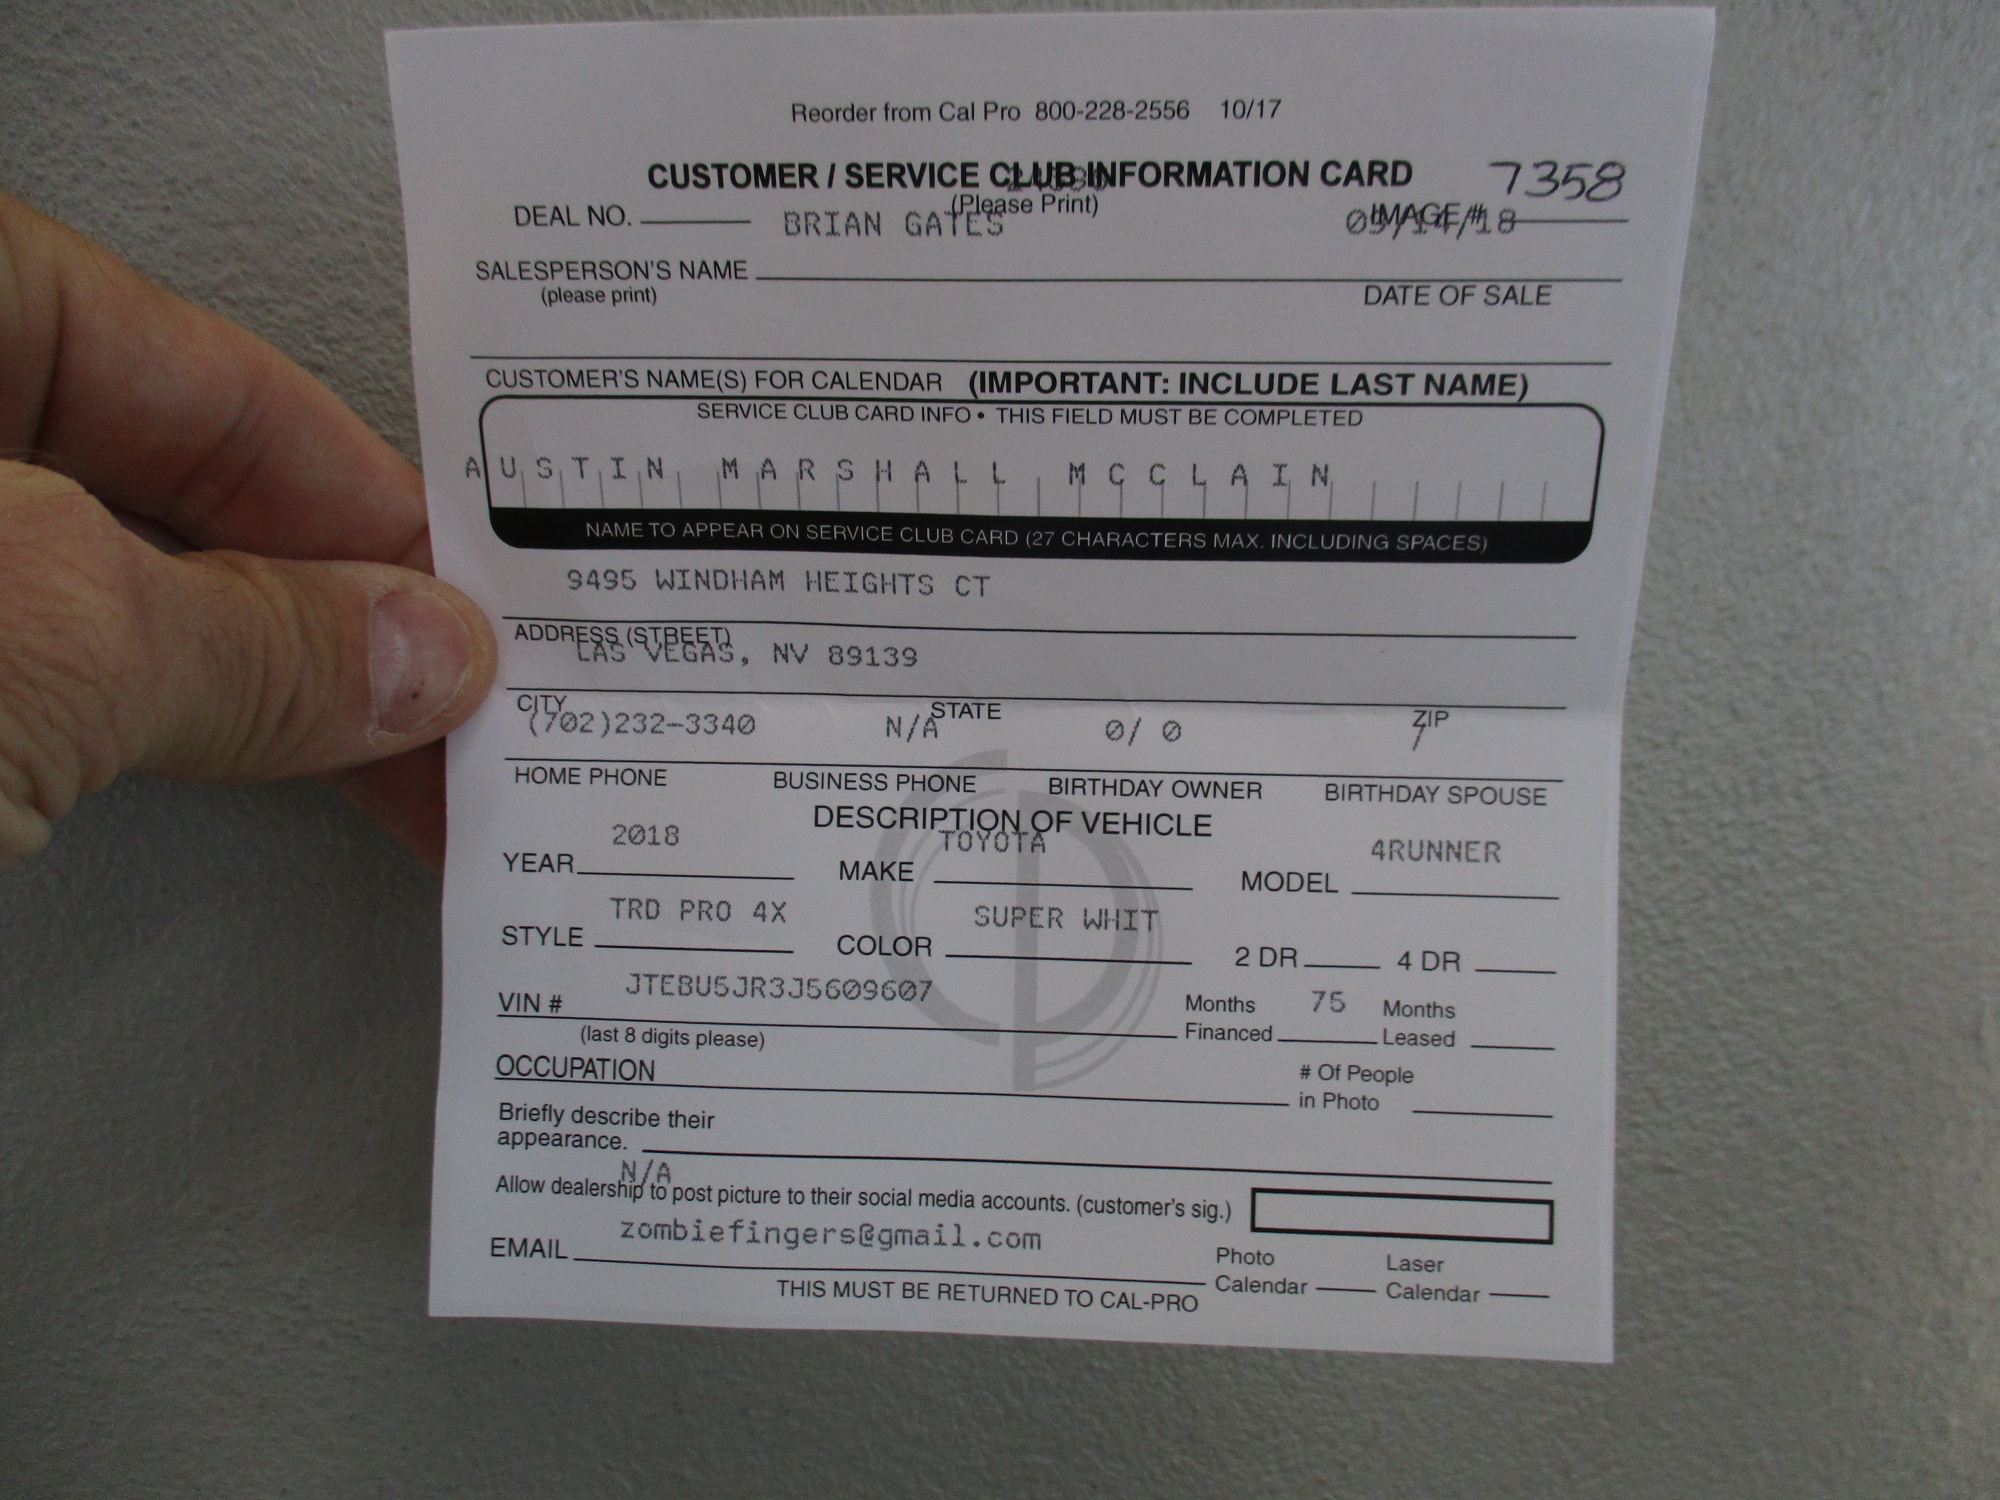 Reorder from Cal Pro 800-228-2556 10/17
CUSTOMER / SERVICE CLUB INFORMATION CARD 7358
(Please Print)
DEAL NO. BRIAN GATES IMAGE# /18
SALESPERSON'S NAME
(please print) DATE OF SALE
CUSTOMER'S NAME(S) FOR CALENDAR (IMPORTANT: INCLUDE LAST NAME)
SERVICE CLUB CARD INFO • THIS FIELD MUST BE COMPLETED
AUSTIN MARSHALL MCCLAIN
NAME TO APPEAR ON SERVICE CLUB CARD (27 CHARACTERS MAX. INCLUDING SPACES)
9495 WINDHAM HEIGHTS CT
ADDRESS (STREET)
LAS VEGAS, NV 89139
CITY STATE ZIP
(702)232-3340 N/A 0/ 0 /
HOME PHONE BUSINESS PHONE BIRTHDAY OWNER BIRTHDAY SPOUSE
DESCRIPTION OF VEHICLE
2018 TOYOTA 4RUNNER
YEAR MAKE MODEL
TRD PRO 4X SUPER WHIT
STYLE COLOR 2 DR 4 DR
JTEBU5JR3J5609607
VIN # Months Financed 75 Months Leased
(last 8 digits please)
OCCUPATION # Of People in Photo
Briefly describe their
appearance.
N/A
Allow dealership to post picture to their social media accounts. (customer's sig.)
zombiefingers@gmail.com
EMAIL Photo Calendar Laser Calendar
THIS MUST BE RETURNED TO CAL-PRO